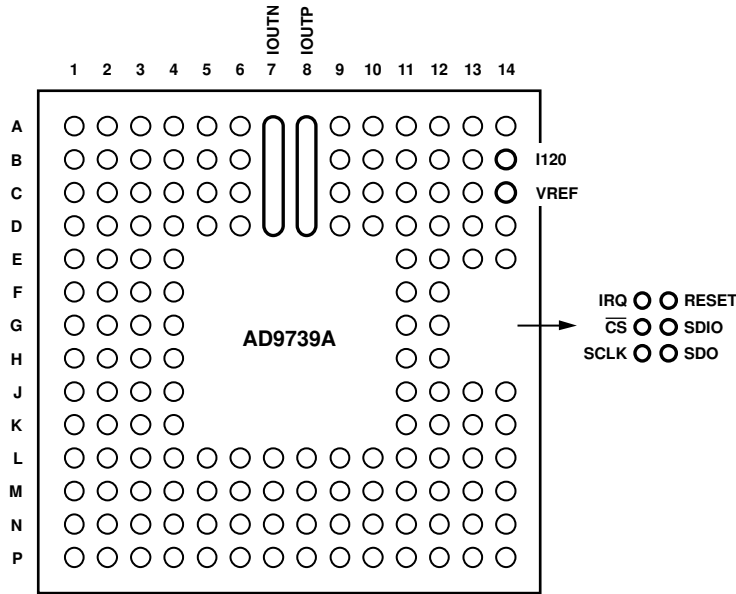 IOUTN
IOUTP
1 2 3 4 5 6 7 8 9 10 11 12 13 14
A
B I120
C VREF
D
E
F
IRQ RESET
G
CS SDIO
AD9739A
H
SCLK SDO
J
K
L
M
N
P